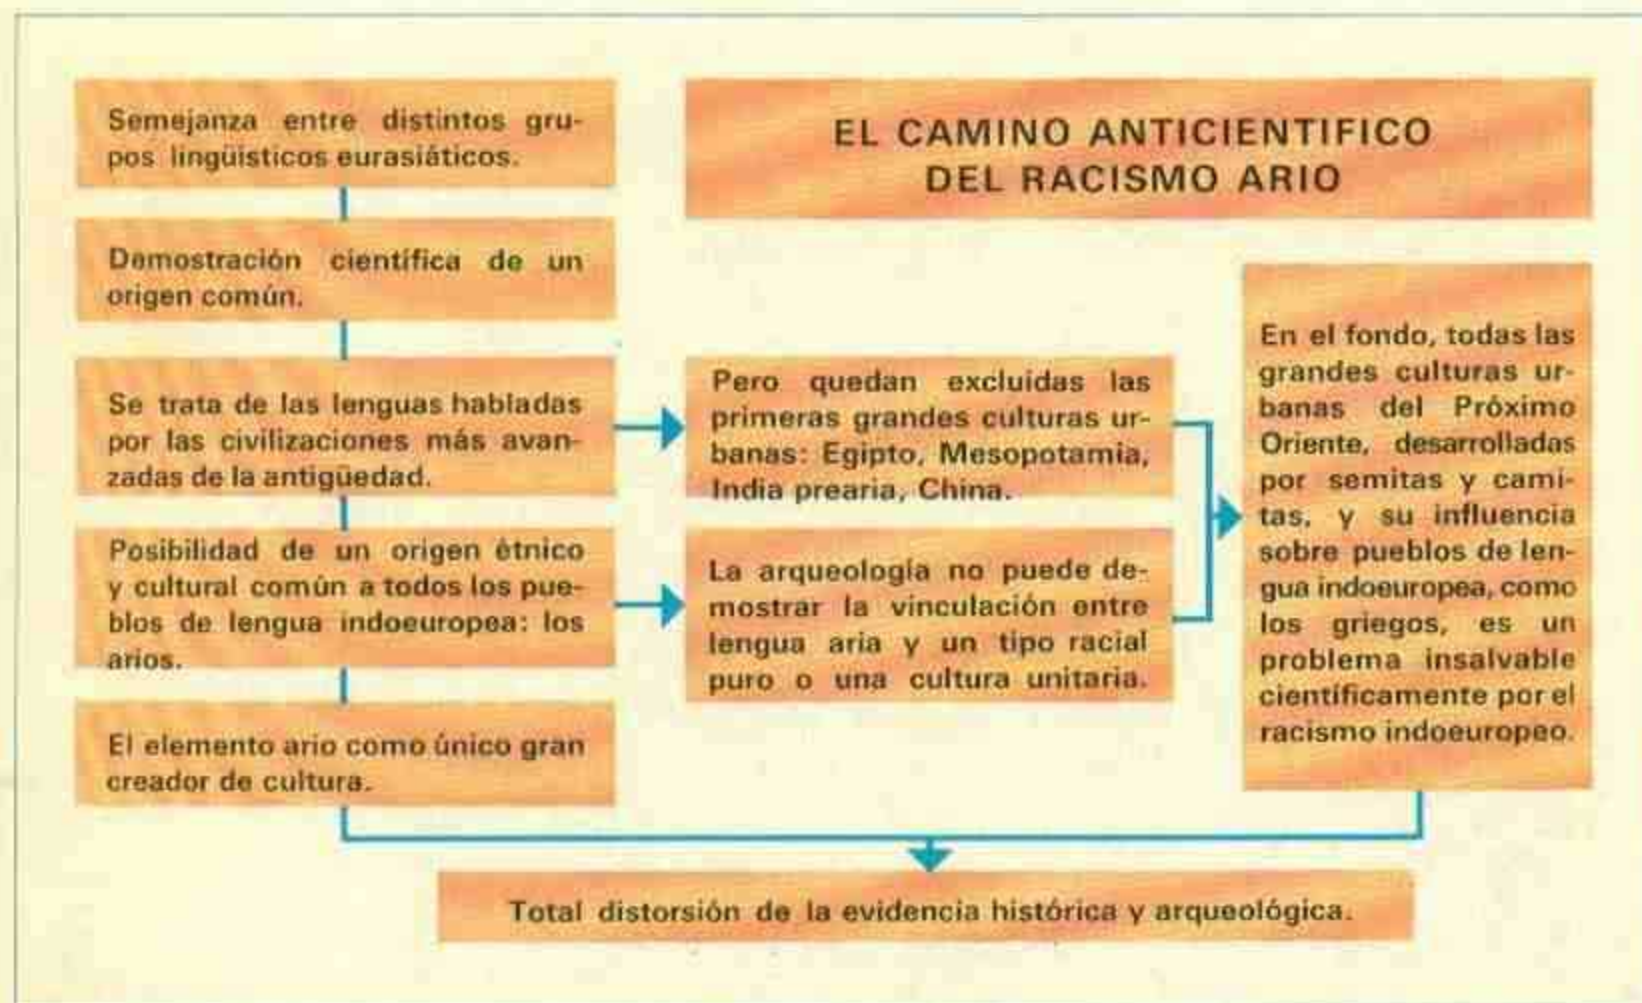 EL CAMINO ANTICIENTIFICO
DEL RACISMO ARIO
Semejanza entre distintos gru-
pos lingüísticos eurasiáticos.
Demostración científica de un
origen común.
Se trata de las lenguas habladas
por las civilizaciones más avan-
zadas de la antigüedad.
Posibilidad de un origen étnico
y cultural común a todos los pue-
blos de lengua indoeuropea: los
arios.
El elemento ario como único gran
creador de cultura.
Pero quedan excluidas las
primeras grandes culturas ur-
banas: Egipto, Mesopotamia,
India prearia, China.
La arqueología no puede de-
mostrar la vinculación entre
lengua aria y un tipo racial
puro o una cultura unitaria.
En el fondo, todas las
grandes culturas ur-
banas del Próximo
Oriente, desarrolladas
por semitas y cami-
tas, y su influencia
sobre pueblos de len-
gua indoeuropea, como
los griegos, es un
problema insalvable
científicamente por el
racismo indoeuropeo.
Total distorsión de la evidencia histórica y arqueológica.